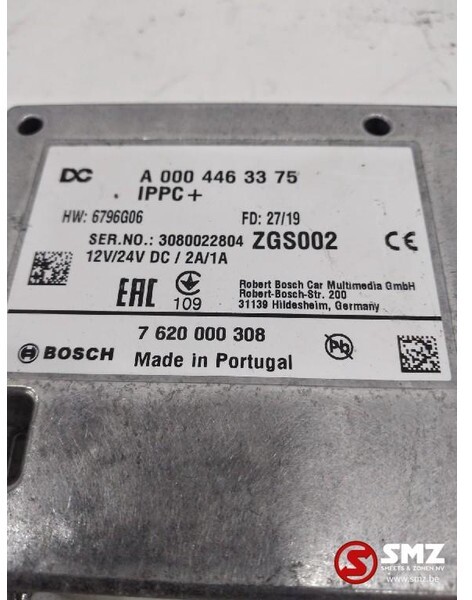 DC A 000 446 33 75
IPPC+
HW: 6796G06 FD: 27/19
SER.NO.: 3080022804 ZGS002 CE
12V/24V DC / 2A/1A
Robert Bosch Car Multimedia GmbH
Robert-Bosch-Str. 200
31139 Hildesheim, Germany
EAC 109
7 620 000 308
BOSCH Made in Portugal Pb
SMZ
SMEETS & ZONEN NV
www.smz.be